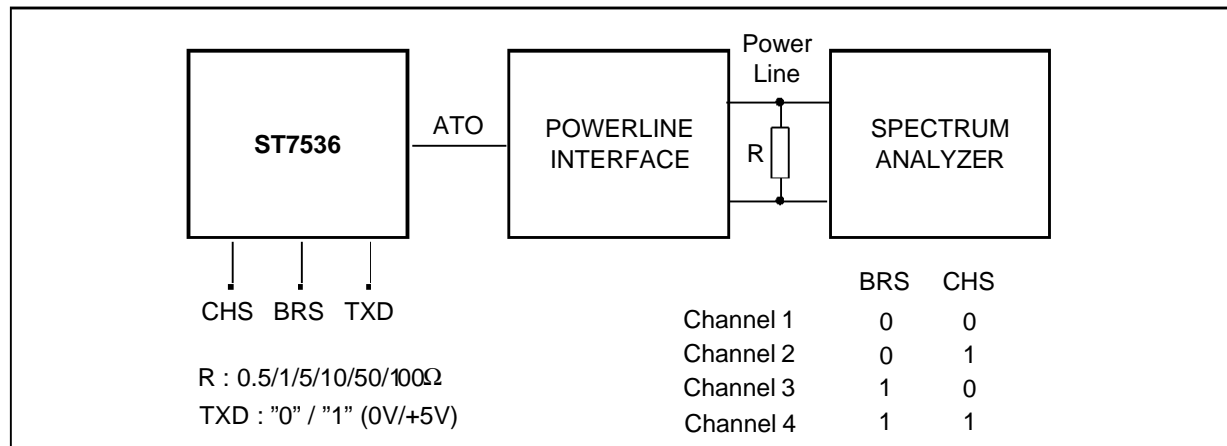 Power
Line
ST7536
ATO
POWERLINE
INTERFACE
R
SPECTRUM
ANALYZER
CHS BRS TXD
BRS CHS
Channel 1 0 0
Channel 2 0 1
Channel 3 1 0
Channel 4 1 1
R : 0.5/1/5/10/50/100Ω
TXD : ”0” / ”1” (0V/+5V)